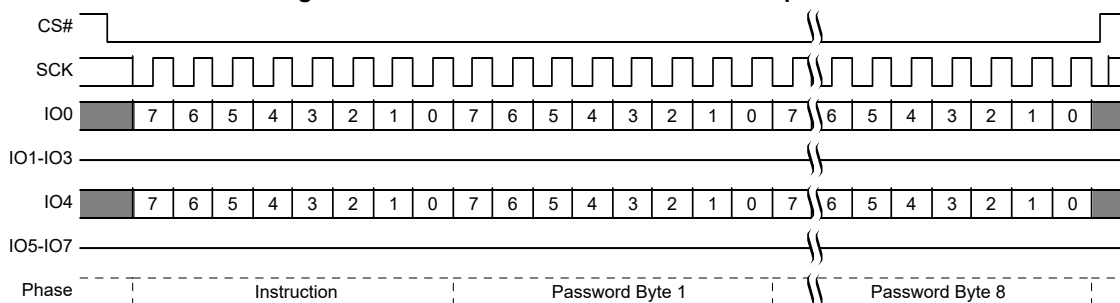 CS#
SCK
IO0 7 6 5 4 3 2 1 0 7 6 5 4 3 2 1 0 7 6 5 4 3 2 1 0
IO1-IO3
IO4 7 6 5 4 3 2 1 0 7 6 5 4 3 2 1 0 7 6 5 4 3 2 1 0
IO5-IO7
Phase Instruction Password Byte 1 Password Byte 8